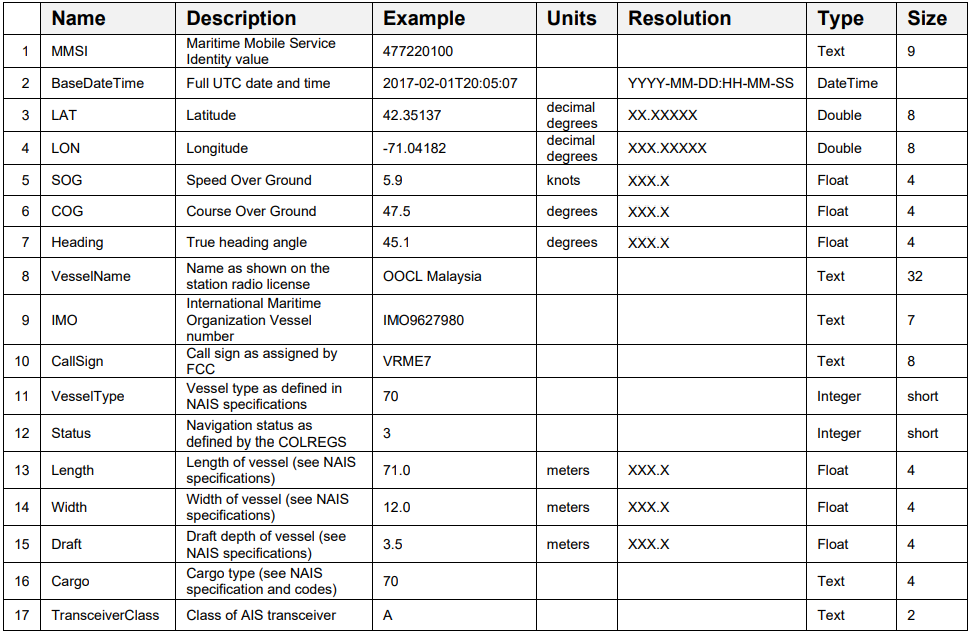 Name Description Example Units Resolution Type Size
1 MMSI Maritime Mobile Service Identity value 477220100 Text 9
2 BaseDateTime Full UTC date and time 2017-02-01T20:05:07 YYYY-MM-DD:HH-MM-SS DateTime
3 LAT Latitude 42.35137 decimal degrees XX.XXXXX Double 8
4 LON Longitude -71.04182 decimal degrees XXX.XXXXX Double 8
5 SOG Speed Over Ground 5.9 knots XXX.X Float 4
6 COG Course Over Ground 47.5 degrees XXX.X Float 4
7 Heading True heading angle 45.1 degrees XXX.X Float 4
8 VesselName Name as shown on the station radio license OOCL Malaysia Text 32
9 IMO International Maritime Organization Vessel number IMO9627980 Text 7
10 CallSign Call sign as assigned by FCC VRME7 Text 8
11 VesselType Vessel type as defined in NAIS specifications 70 Integer short
12 Status Navigation status as defined by the COLREGS 3 Integer short
13 Length Length of vessel (see NAIS specifications) 71.0 meters XXX.X Float 4
14 Width Width of vessel (see NAIS specifications) 12.0 meters XXX.X Float 4
15 Draft Draft depth of vessel (see NAIS specifications) 3.5 meters XXX.X Float 4
16 Cargo Cargo type (see NAIS specification and codes) 70 Text 4
17 TransceiverClass Class of AIS transceiver A Text 2